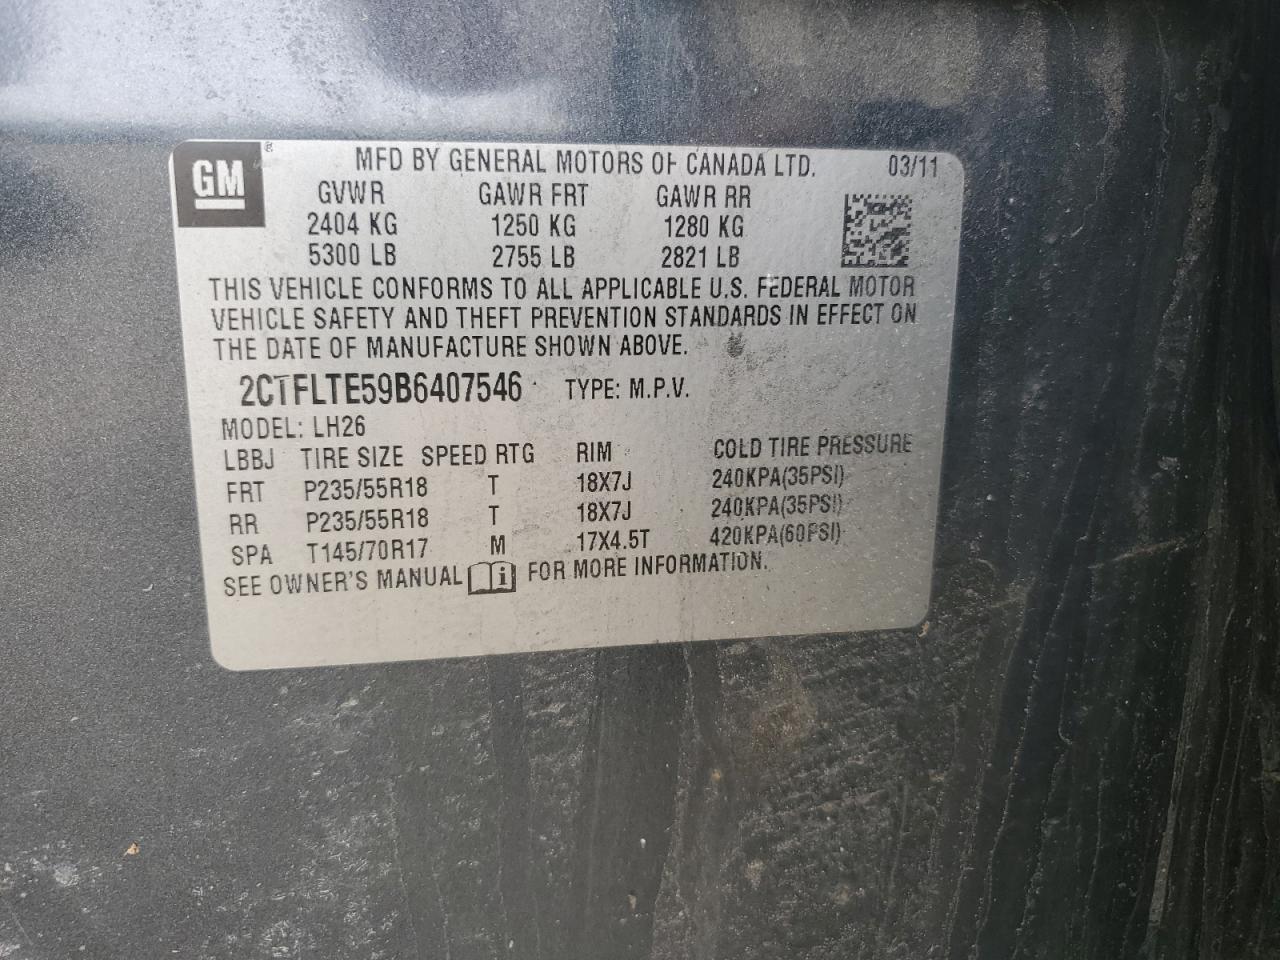 GM
MFD BY GENERAL MOTORS OF CANADA LTD. 03/11
GVWR GAWR FRT GAWR RR
2404 KG 1250 KG 1280 KG
5300 LB 2755 LB 2821 LB
THIS VEHICLE CONFORMS TO ALL APPLICABLE U.S. FEDERAL MOTOR
VEHICLE SAFETY AND THEFT PREVENTION STANDARDS IN EFFECT ON
THE DATE OF MANUFACTURE SHOWN ABOVE.
2CTFLTE59B6407546 TYPE: M.P.V.
MODEL: LH26
LBBJ TIRE SIZE SPEED RTG RIM COLD TIRE PRESSURE
FRT P235/55R18 T 18X7J 240KPA(35PSI)
RR P235/55R18 T 18X7J 240KPA(35PSI)
SPA T145/70R17 M 17X4.5T 420KPA(60PSI)
SEE OWNER'S MANUAL i FOR MORE INFORMATION.